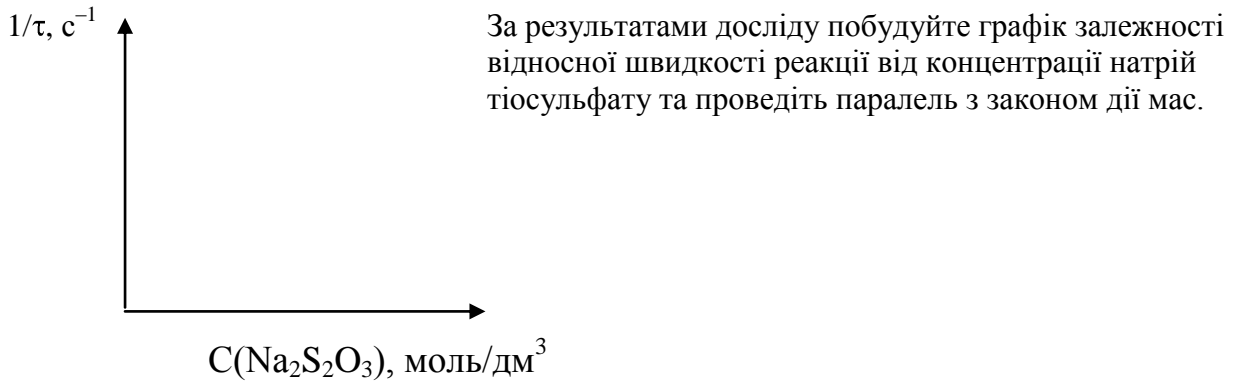 1/τ, с⁻¹
За результатами досліду побудуйте графік залежності
відносної швидкості реакції від концентрації натрій
тіосульфату та проведіть паралель з законом дії мас.
C(Na₂S₂O₃), моль/дм³